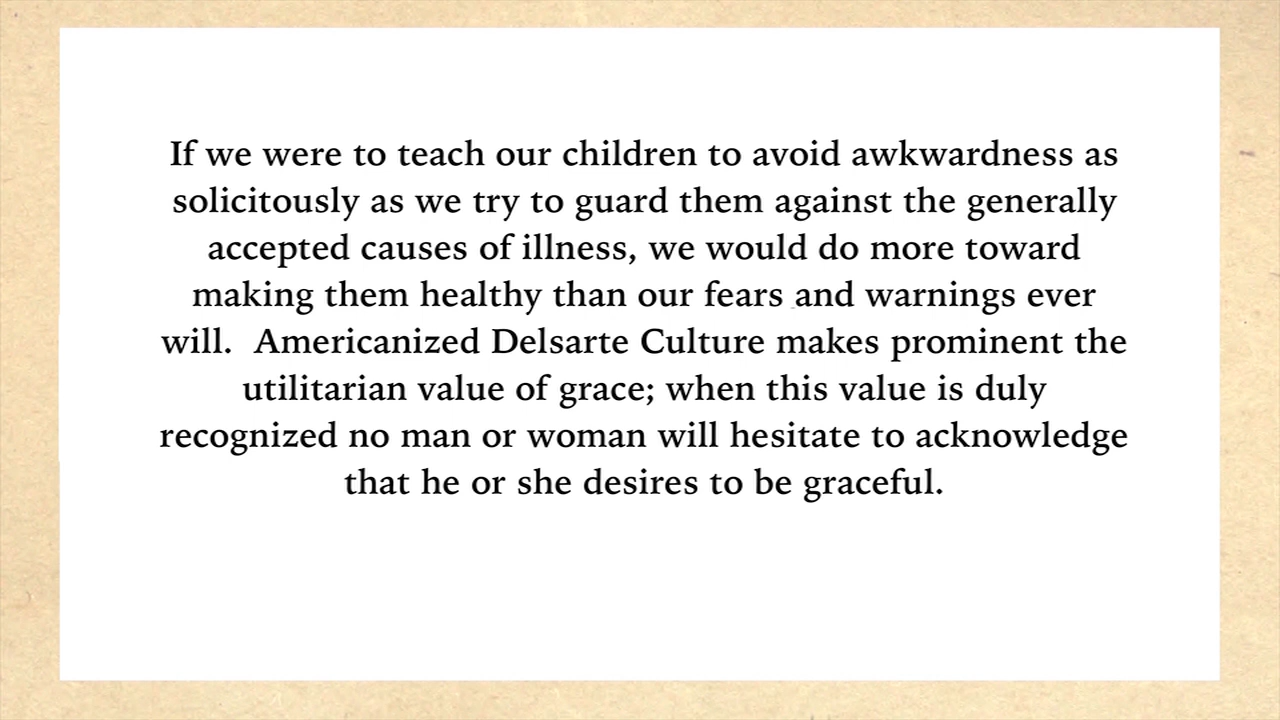 If we were to teach our children to avoid awkwardness as
solicitously as we try to guard them against the generally
accepted causes of illness, we would do more toward
making them healthy than our fears and warnings ever
will.  Americanized Delsarte Culture makes prominent the
utilitarian value of grace; when this value is duly
recognized no man or woman will hesitate to acknowledge
that he or she desires to be graceful.